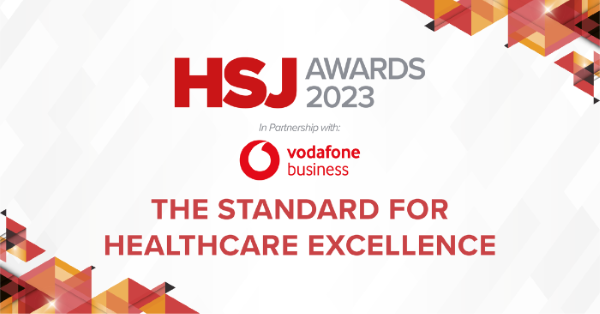 HSJ AWARDS
2023
In Partnership with:
vodafone
business
THE STANDARD FOR
HEALTHCARE EXCELLENCE